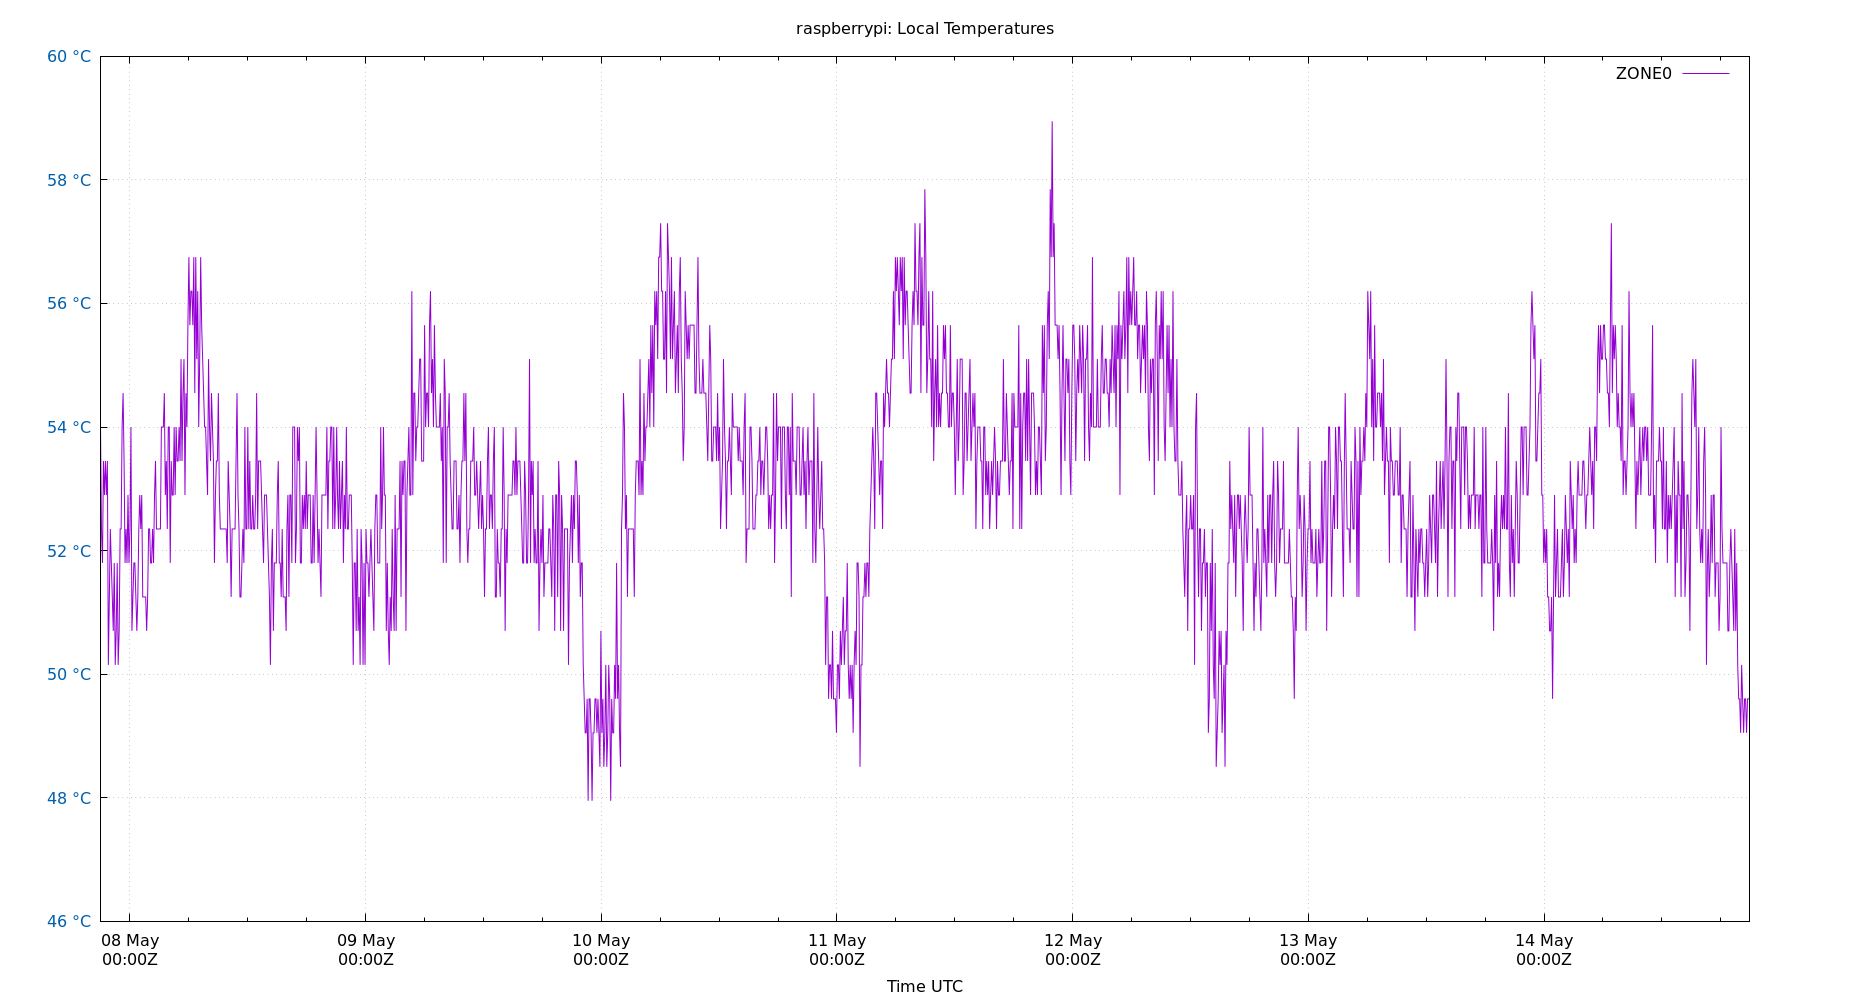 raspberrypi: Local Temperatures
60 °C
ZONE0
58 °C
56 °C
54 °C
52 °C
50 °C
48 °C
46 °C
08 May 09 May 10 May 11 May 12 May 13 May 14 May
00:00Z 00:00Z 00:00Z 00:00Z 00:00Z 00:00Z 00:00Z
Time UTC